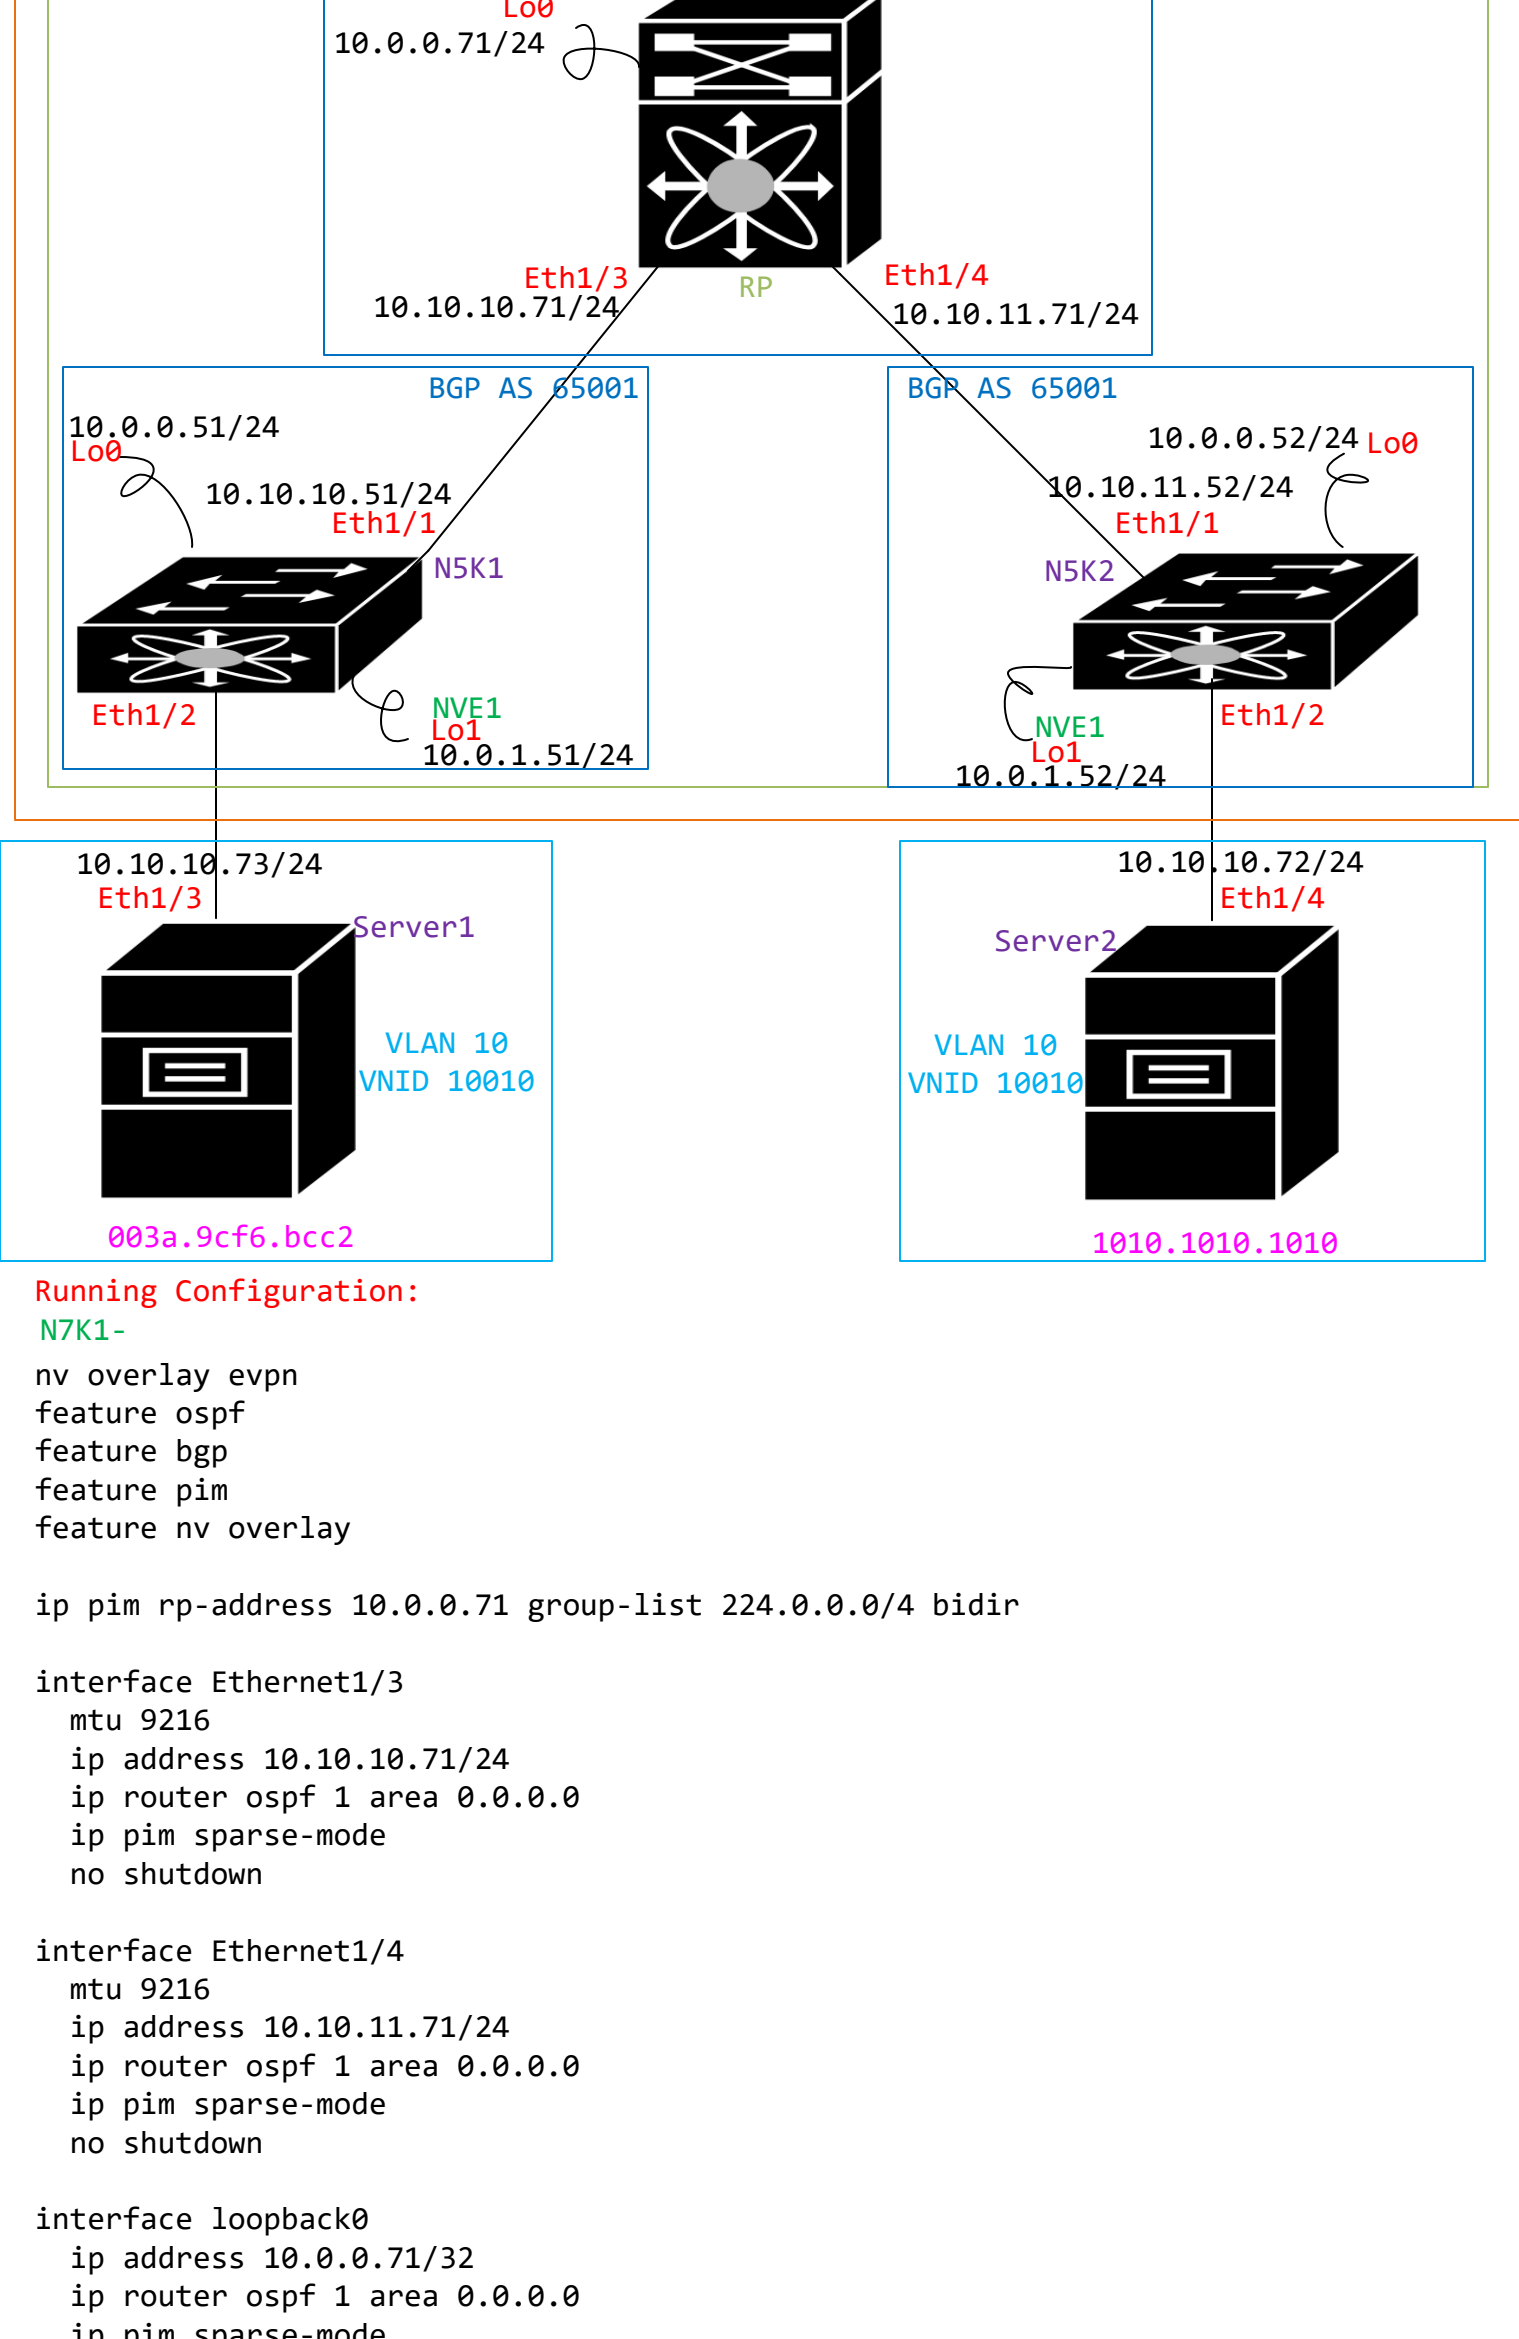 Lo0
10.0.0.71/24
Eth1/3
10.10.10.71/24
RP
Eth1/4
10.10.11.71/24
BGP AS 65001
10.0.0.51/24
Lo0
10.10.10.51/24
Eth1/1
N5K1
Eth1/2
NVE1
Lo1
10.0.1.51/24
BGP AS 65001
10.0.0.52/24 Lo0
10.10.11.52/24
Eth1/1
N5K2
NVE1
Lo1
10.0.1.52/24
Eth1/2
10.10.10.73/24
Eth1/3
Server1
VLAN 10
VNID 10010
003a.9cf6.bcc2
10.10.10.72/24
Eth1/4
Server2
VLAN 10
VNID 10010
1010.1010.1010
Running Configuration:
N7K1-
nv overlay evpn
feature ospf
feature bgp
feature pim
feature nv overlay
ip pim rp-address 10.0.0.71 group-list 224.0.0.0/4 bidir
interface Ethernet1/3
mtu 9216
ip address 10.10.10.71/24
ip router ospf 1 area 0.0.0.0
ip pim sparse-mode
no shutdown
interface Ethernet1/4
mtu 9216
ip address 10.10.11.71/24
ip router ospf 1 area 0.0.0.0
ip pim sparse-mode
no shutdown
interface loopback0
ip address 10.0.0.71/32
ip router ospf 1 area 0.0.0.0
ip pim sparse-mode